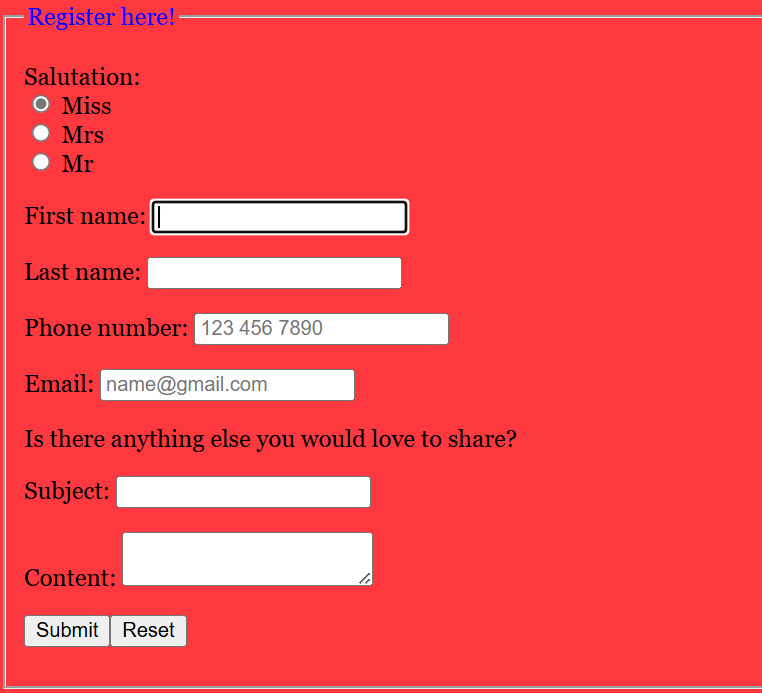 Register here!
Salutation:
Miss
Mrs
Mr
First name:
Last name:
Phone number: 123 456 7890
Email: name@gmail.com
Is there anything else you would love to share?
Subject:
Content:
Submit Reset